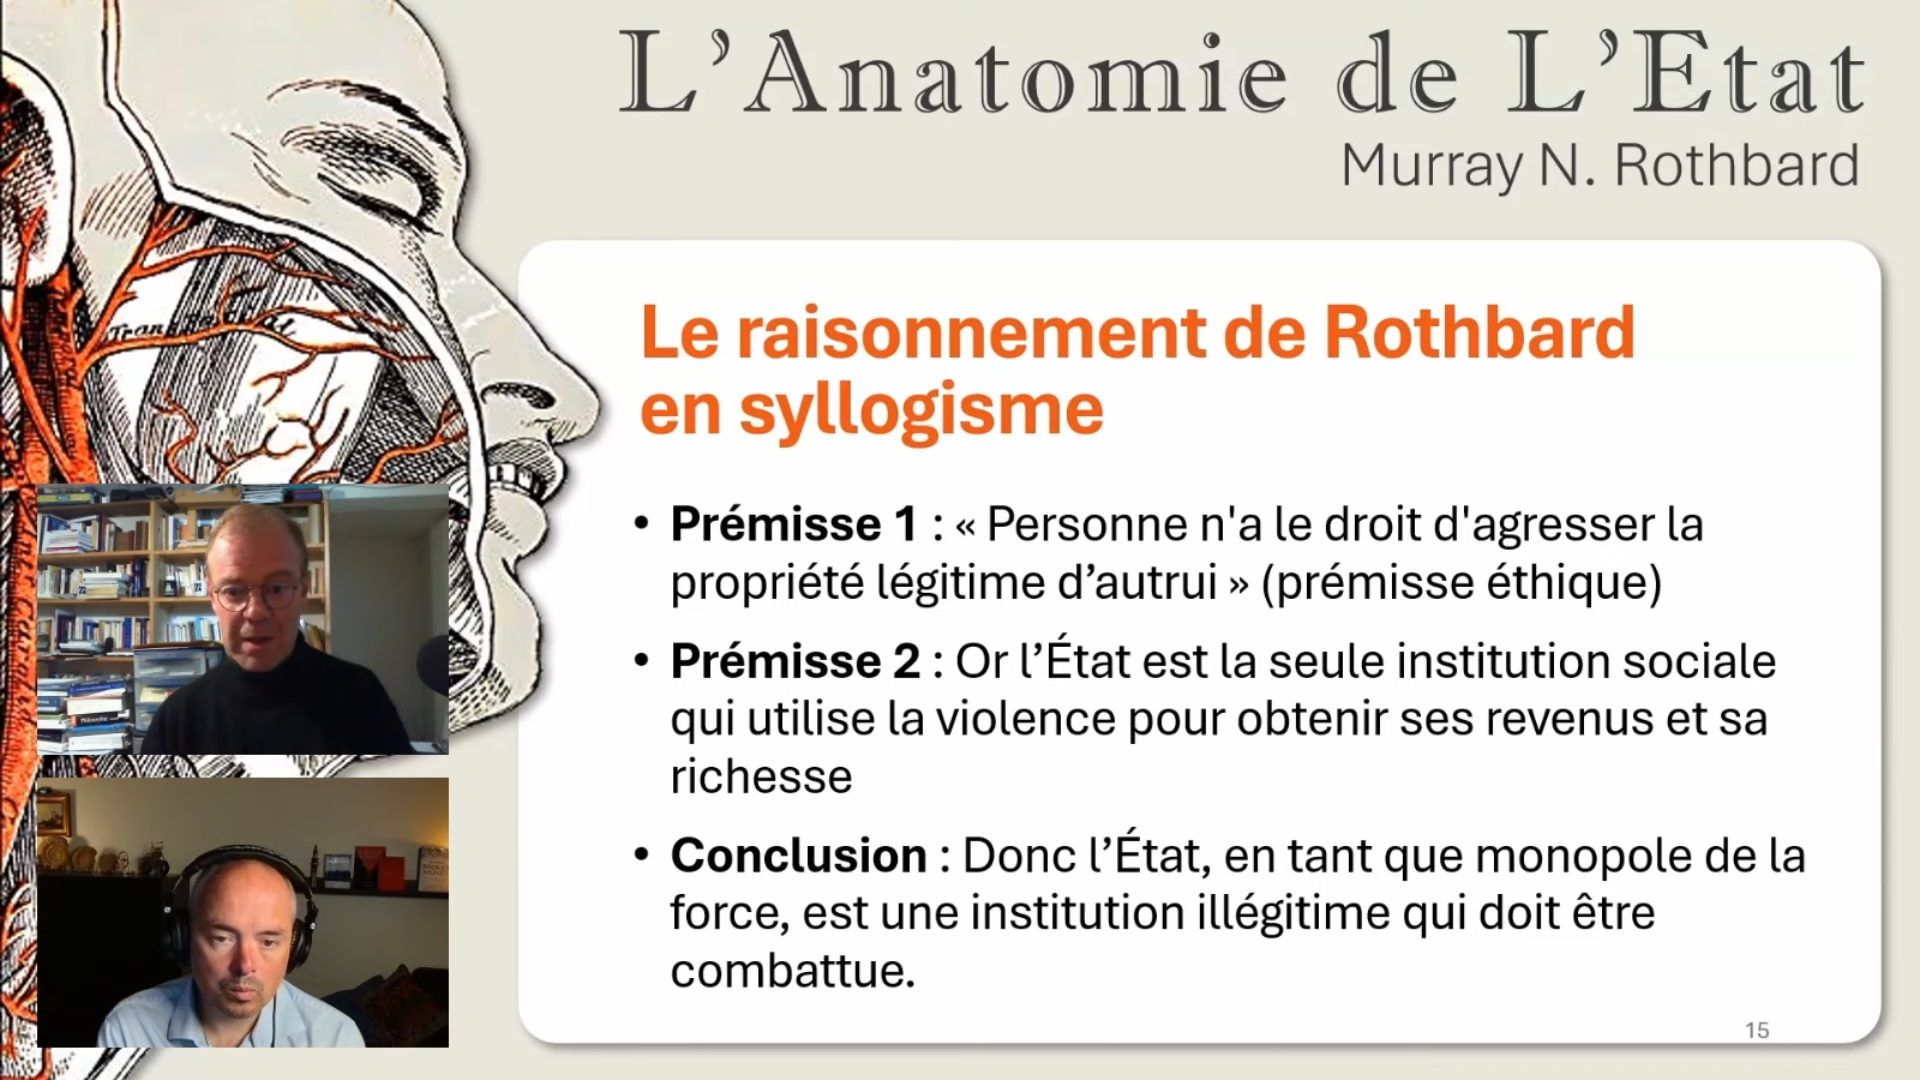 L'Anatomie de L'Etat
Murray N. Rothbard
Le raisonnement de Rothbard
en syllogisme
• Prémisse 1 : « Personne n'a le droit d'agresser la
propriété légitime d’autrui » (prémisse éthique)
• Prémisse 2 : Or l’État est la seule institution sociale
qui utilise la violence pour obtenir ses revenus et sa
richesse
• Conclusion : Donc l’État, en tant que monopole de la
force, est une institution illégitime qui doit être
combattue.
15